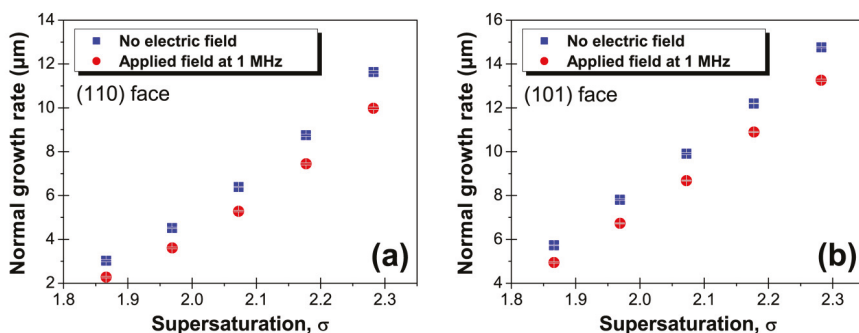 14
12
10
8
6
4
2
1.8 1.9 2.0 2.1 2.2 2.3
Normal growth rate (μm)
Supersaturation, σ
No electric field
Applied field at 1 MHz
(110) face
(a)
16
14
12
10
8
6
4
1.8 1.9 2.0 2.1 2.2 2.3
Normal growth rate (μm)
Supersaturation, σ
No electric field
Applied field at 1 MHz
(101) face
(b)